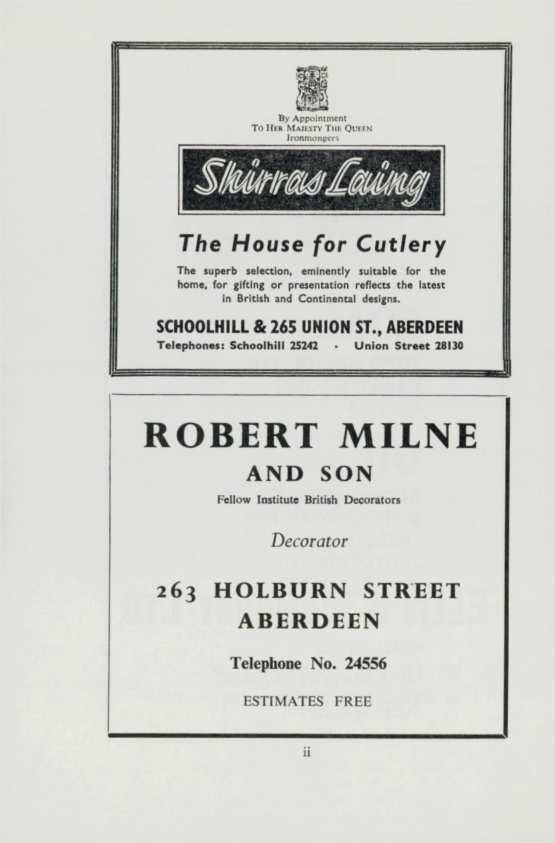 By Appointment
To Her Majesty The Queen
Ironmongers
Shirras Laing
The House for Cutlery
The superb selection, eminently suitable for the
home, for gifting or presentation reflects the latest
in British and Continental designs.
SCHOOLHILL & 265 UNION ST., ABERDEEN
Telephones: Schoolhill 25242 · Union Street 28130
ROBERT MILNE
AND SON
Fellow Institute British Decorators
Decorator
263 HOLBURN STREET
ABERDEEN
Telephone No. 24556
ESTIMATES FREE
ii